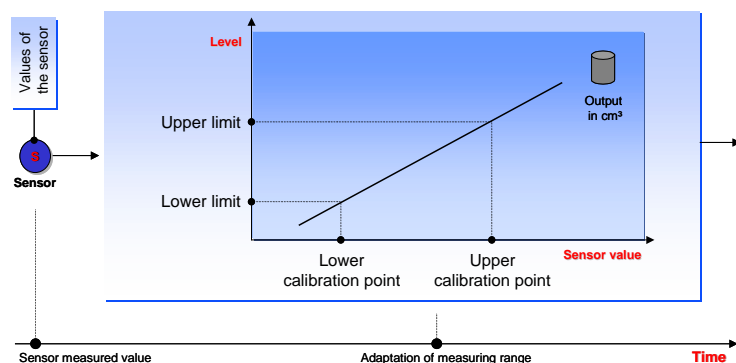 Values of
the sensor
S
Sensor
Level
Upper limit
Lower limit
Output
in cm³
Lower
calibration point
Upper
calibration point
Sensor value
Sensor measured value
Adaptation of measuring range
Time